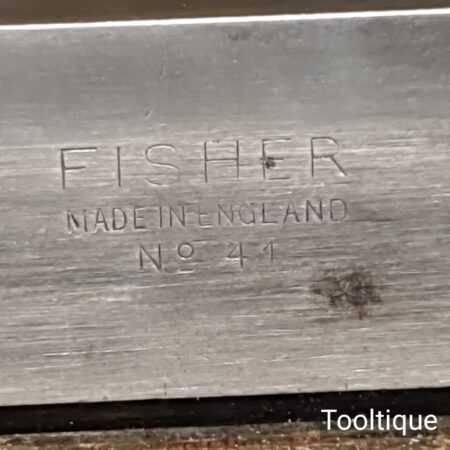 FISHER
MADE IN ENGLAND
Nº 41
Tooltique